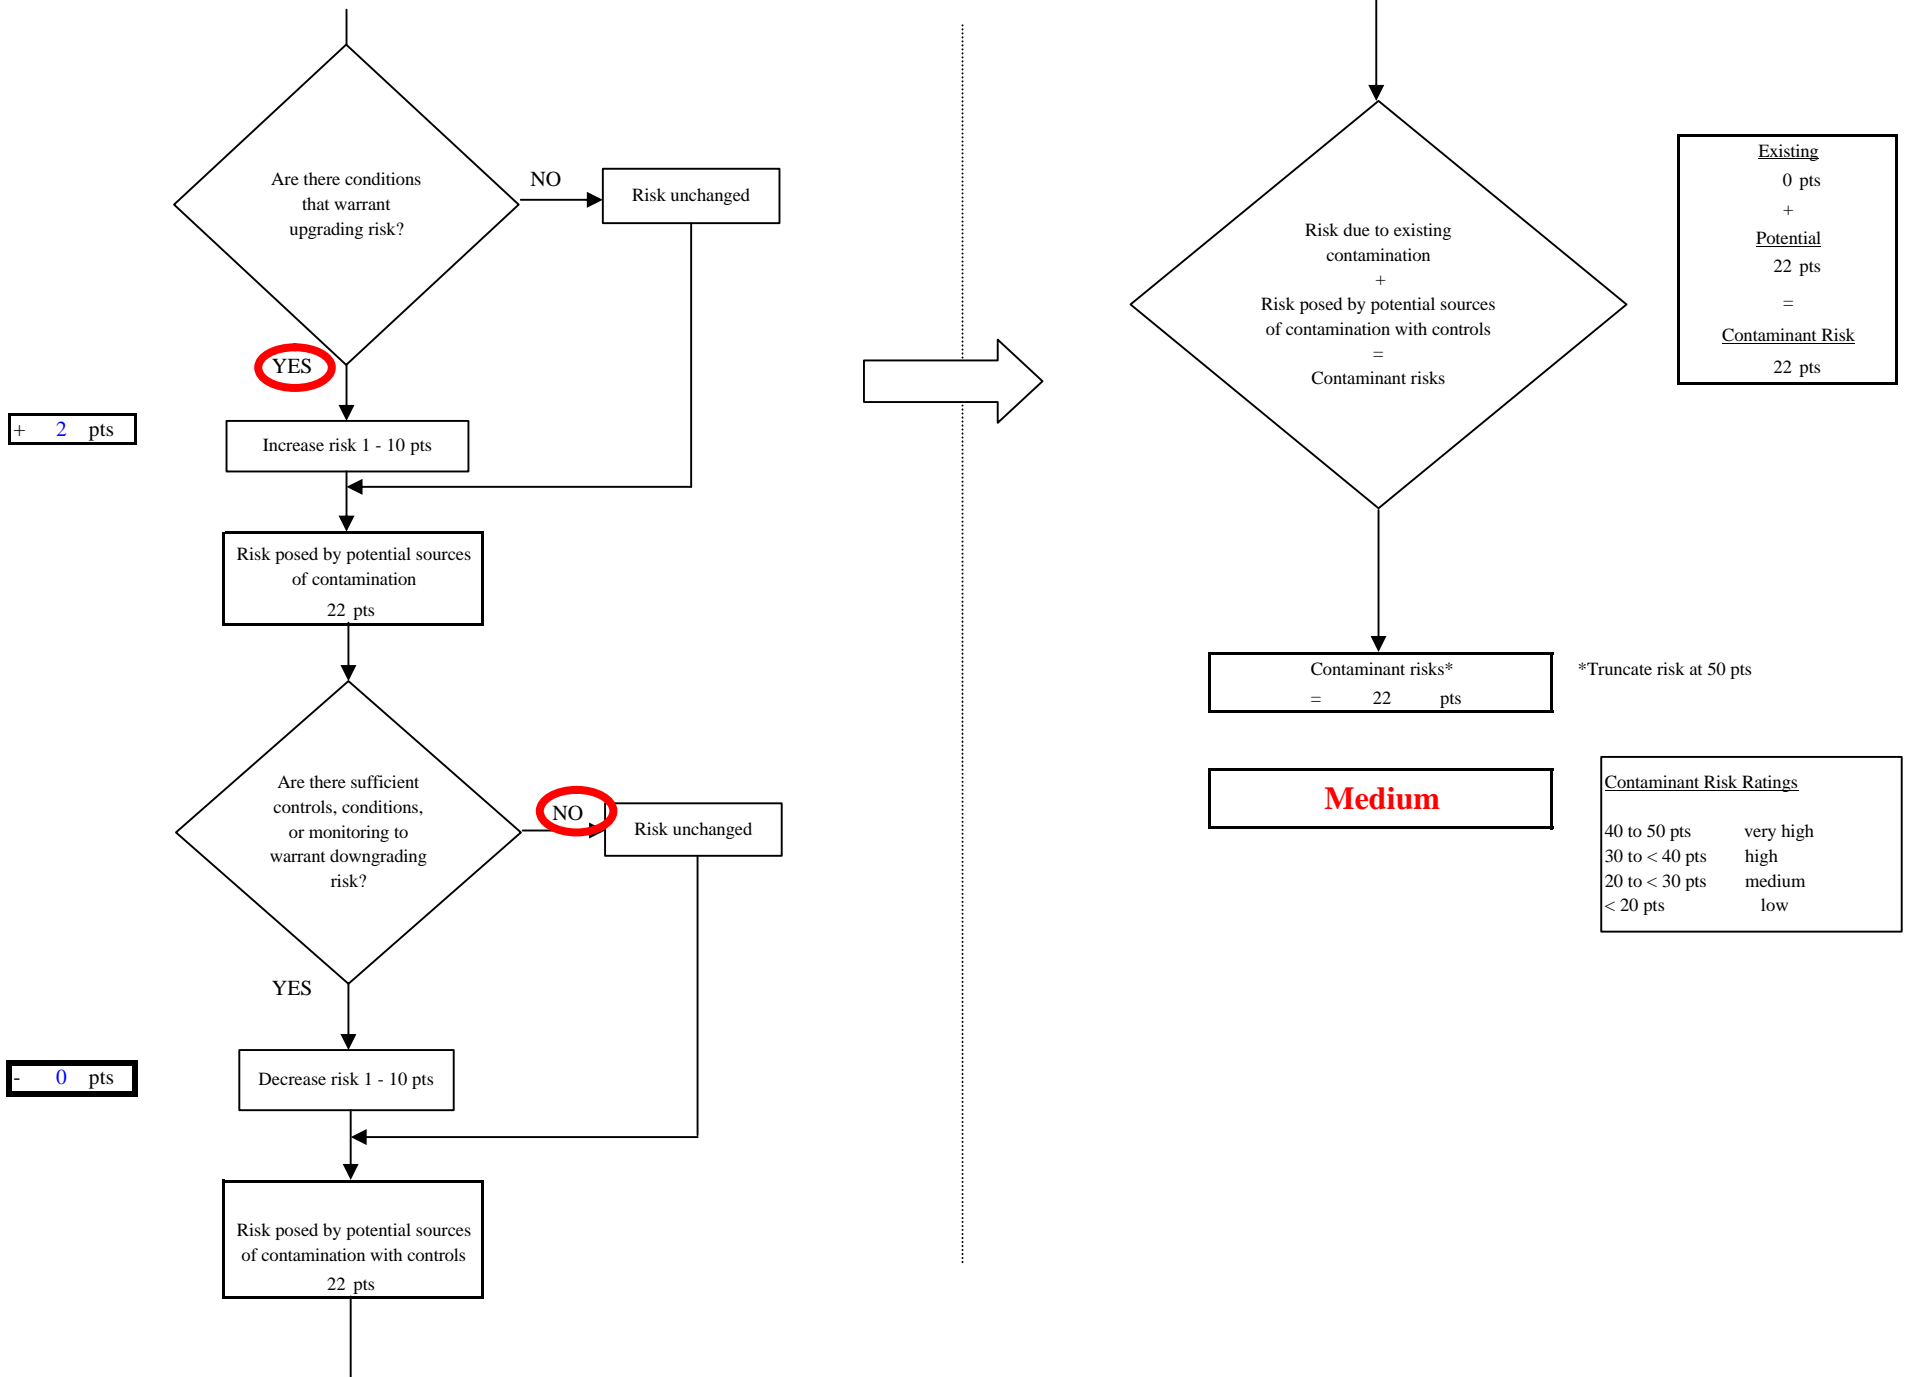 Are there conditions
that warrant
upgrading risk?
NO
Risk unchanged
YES
+ 2 pts
Increase risk 1 - 10 pts
Risk posed by potential sources
of contamination
22 pts
Are there sufficient
controls, conditions,
or monitoring to
warrant downgrading
risk?
NO
Risk unchanged
YES
- 0 pts
Decrease risk 1 - 10 pts
Risk posed by potential sources
of contamination with controls
22 pts
Risk due to existing
contamination
+
Risk posed by potential sources
of contamination with controls
=
Contaminant risks
Existing
0 pts
+
Potential
22 pts
=
Contaminant Risk
22 pts
Contaminant risks*
= 22 pts
*Truncate risk at 50 pts
Medium
Contaminant Risk Ratings
40 to 50 pts very high
30 to < 40 pts high
20 to < 30 pts medium
< 20 pts low